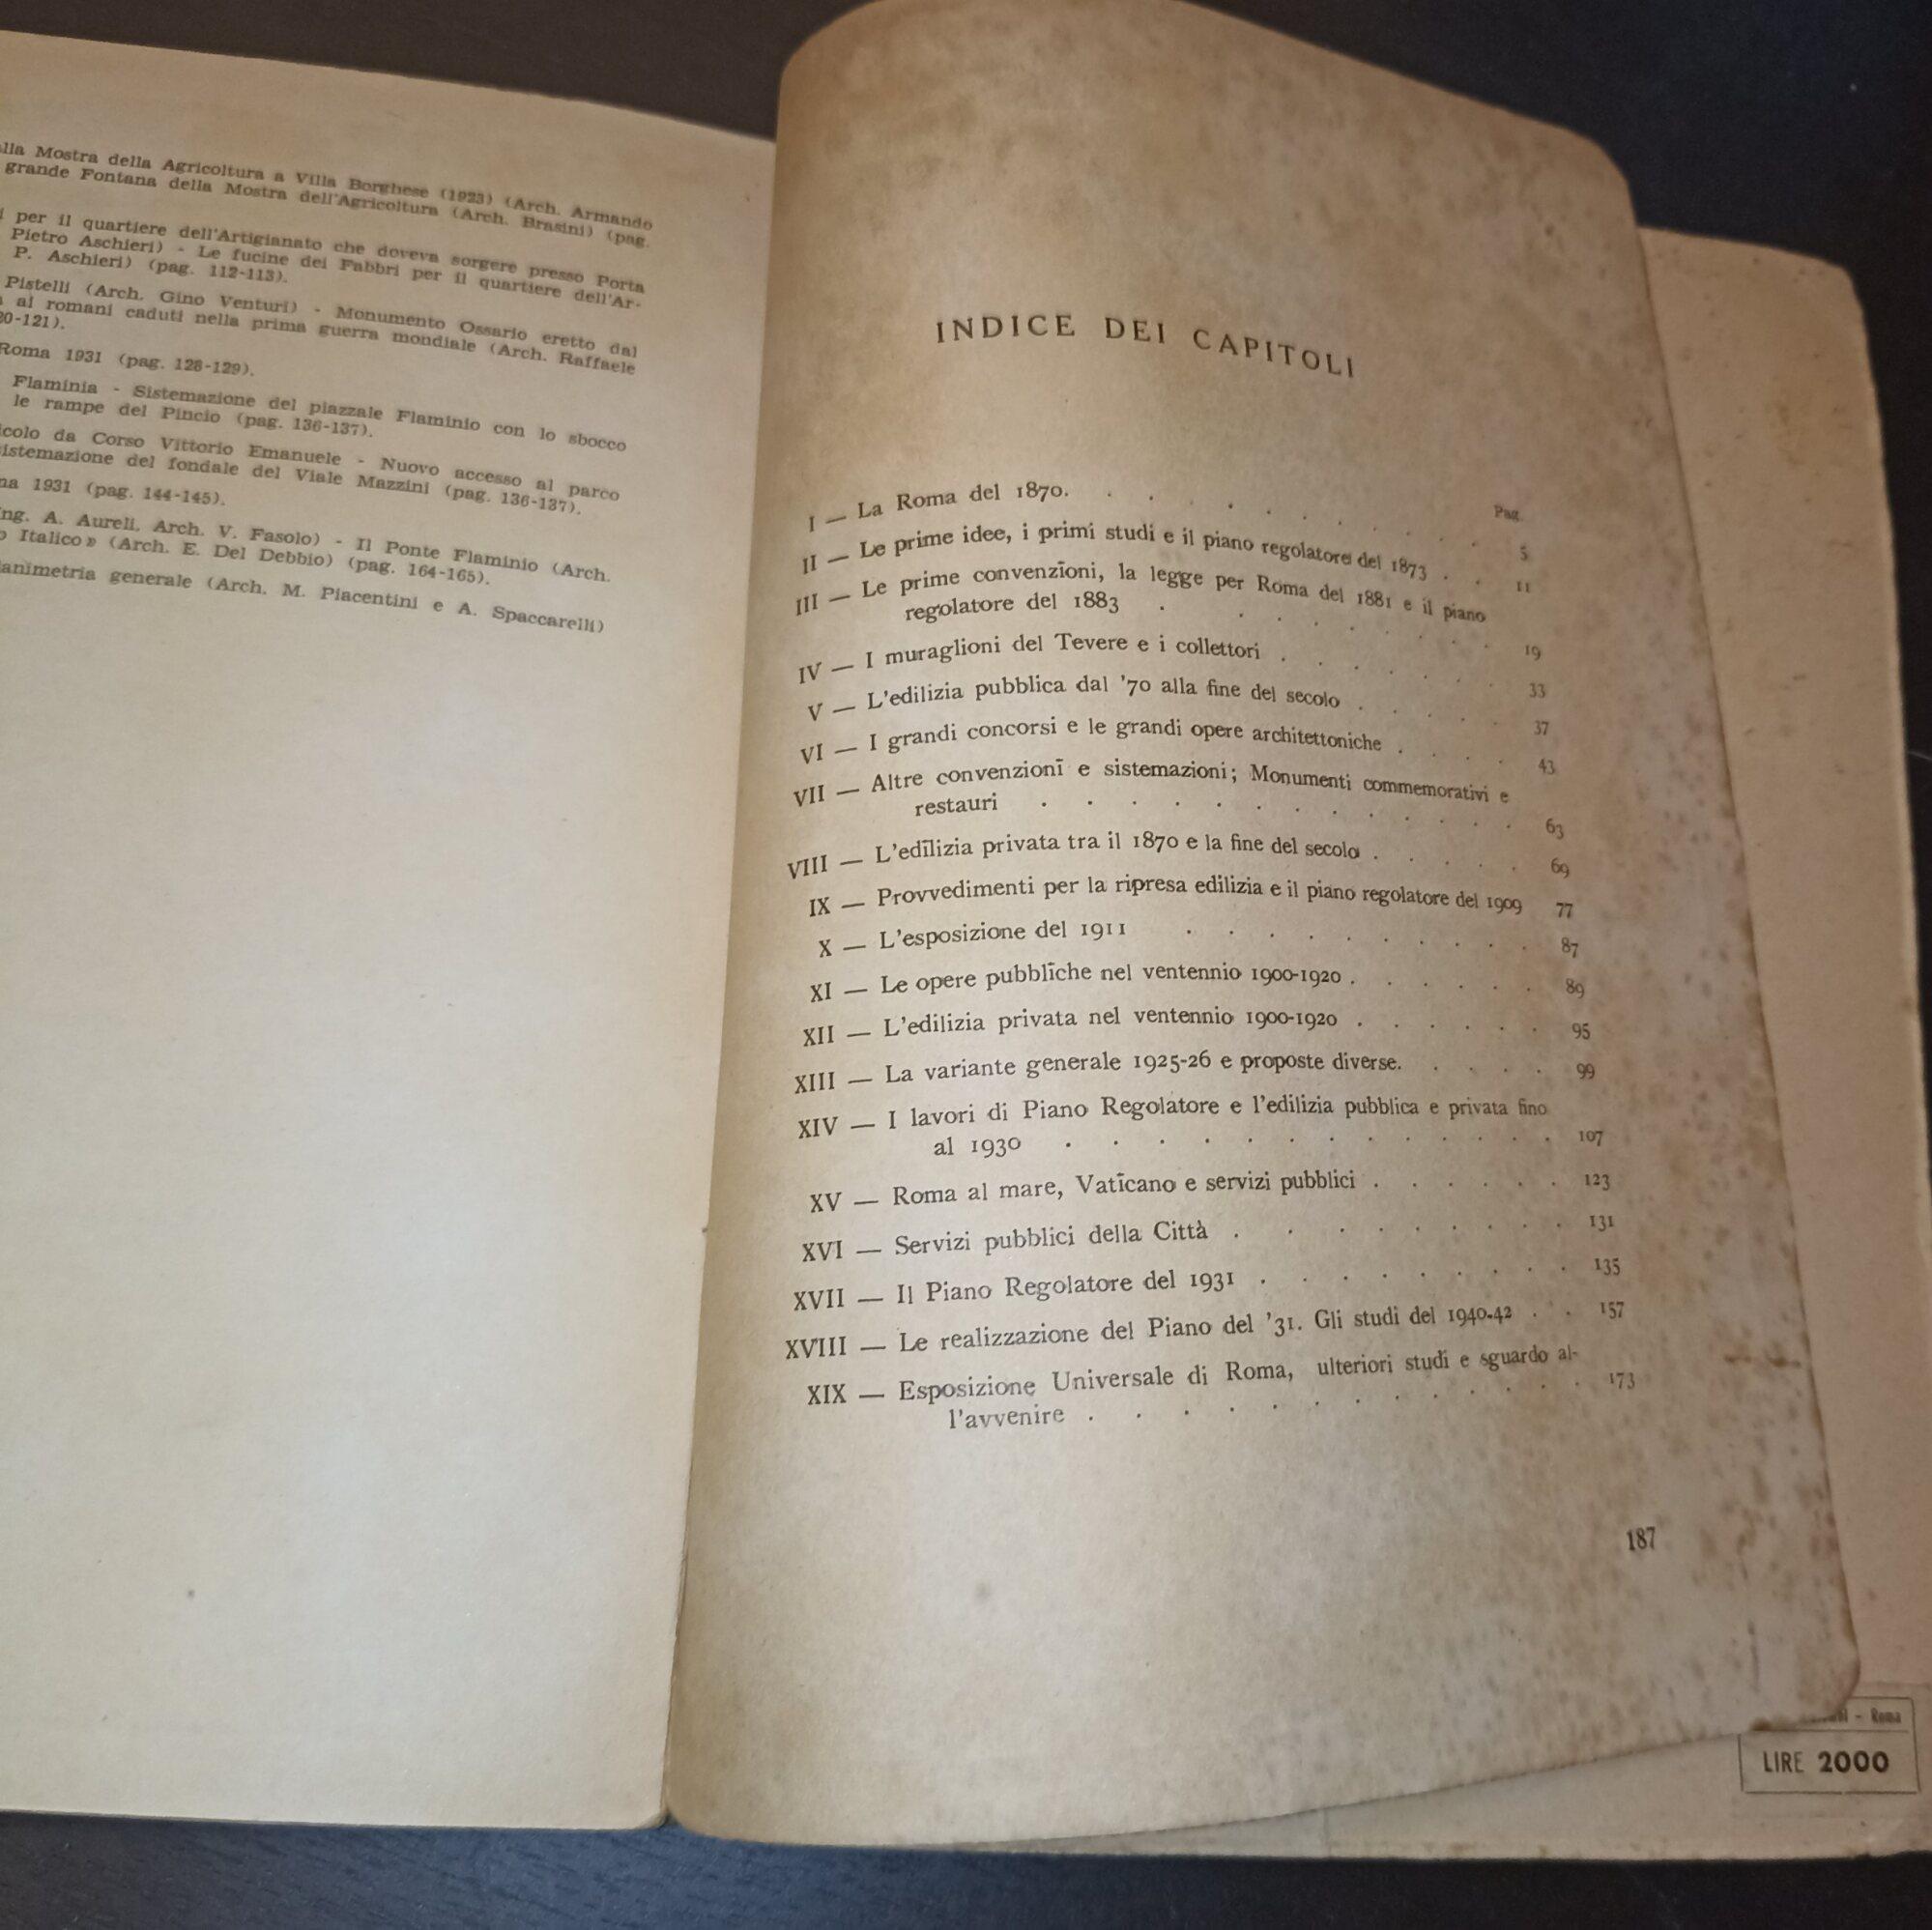 alla Mostra della Agricoltura a Villa Borghese (1923) (Arch. Armando
grande Fontana della Mostra dell'Agricoltura (Arch. Brasini) (pag.
per il quartiere dell'Artigianato che doveva sorgere presso Porta
Pietro Aschieri) - Le fucine dei Fabbri per il quartiere dell'Ar-
P. Aschieri) (pag. 112-113).
Pistelli (Arch. Gino Venturi) - Monumento Ossario eretto dal
ai romani caduti nella prima guerra mondiale (Arch. Raffaele
20-121).
Roma 1931 (pag. 128-129).
Flaminia - Sistemazione del piazzale Flaminio con lo sbocco
le rampe del Pincio (pag. 136-137).
icolo da Corso Vittorio Emanuele - Nuovo accesso al parco
sistemazione del fondale del Viale Mazzini (pag. 136-137).
ma 1931 (pag. 144-145).
Ing. A. Aureli, Arch. V. Fasolo) - Il Ponte Flaminio (Arch.
o Italico» (Arch. E. Del Debbio) (pag. 164-165).
lanimetria generale (Arch. M. Piacentini e A. Spaccarelli)
INDICE DEI CAPITOLI
Pag.
I — La Roma del 1870. . . . . . . . . . 5
II — Le prime idee, i primi studi e il piano regolatore del 1873 . . 11
III — Le prime convenzioni, la legge per Roma del 1881 e il piano
regolatore del 1883 . . . . . . . . 19
IV — I muraglioni del Tevere e i collettori . . . . . . 33
V — L'edilizia pubblica dal '70 alla fine del secolo . . . . . 37
VI — I grandi concorsi e le grandi opere architettoniche . . . . 43
VII — Altre convenzioni e sistemazioni; Monumenti commemorativi e
restauri . . . . . . . . . . . . 63
VIII — L'edilizia privata tra il 1870 e la fine del secolo . . . . . 69
IX — Provvedimenti per la ripresa edilizia e il piano regolatore del 1909 77
X — L'esposizione del 1911 . . . . . . . . . 87
XI — Le opere pubbliche nel ventennio 1900-1920 . . . . . . 89
XII — L'edilizia privata nel ventennio 1900-1920 . . . . . . 95
XIII — La variante generale 1925-26 e proposte diverse. . . . . 99
XIV — I lavori di Piano Regolatore e l'edilizia pubblica e privata fino
al 1930 . . . . . . . . . . . . 107
XV — Roma al mare, Vaticano e servizi pubblici . . . . . . 123
XVI — Servizi pubblici della Città . . . . . . . . 131
XVII — Il Piano Regolatore del 1931 . . . . . . . . . 135
XVIII — Le realizzazione del Piano del '31. Gli studi del 1940-42 . . 157
XIX — Esposizione Universale di Roma, ulteriori studi e sguardo al-
l'avvenire . . . . . . . . . . . . 173
187
- Roma
LIRE 2000